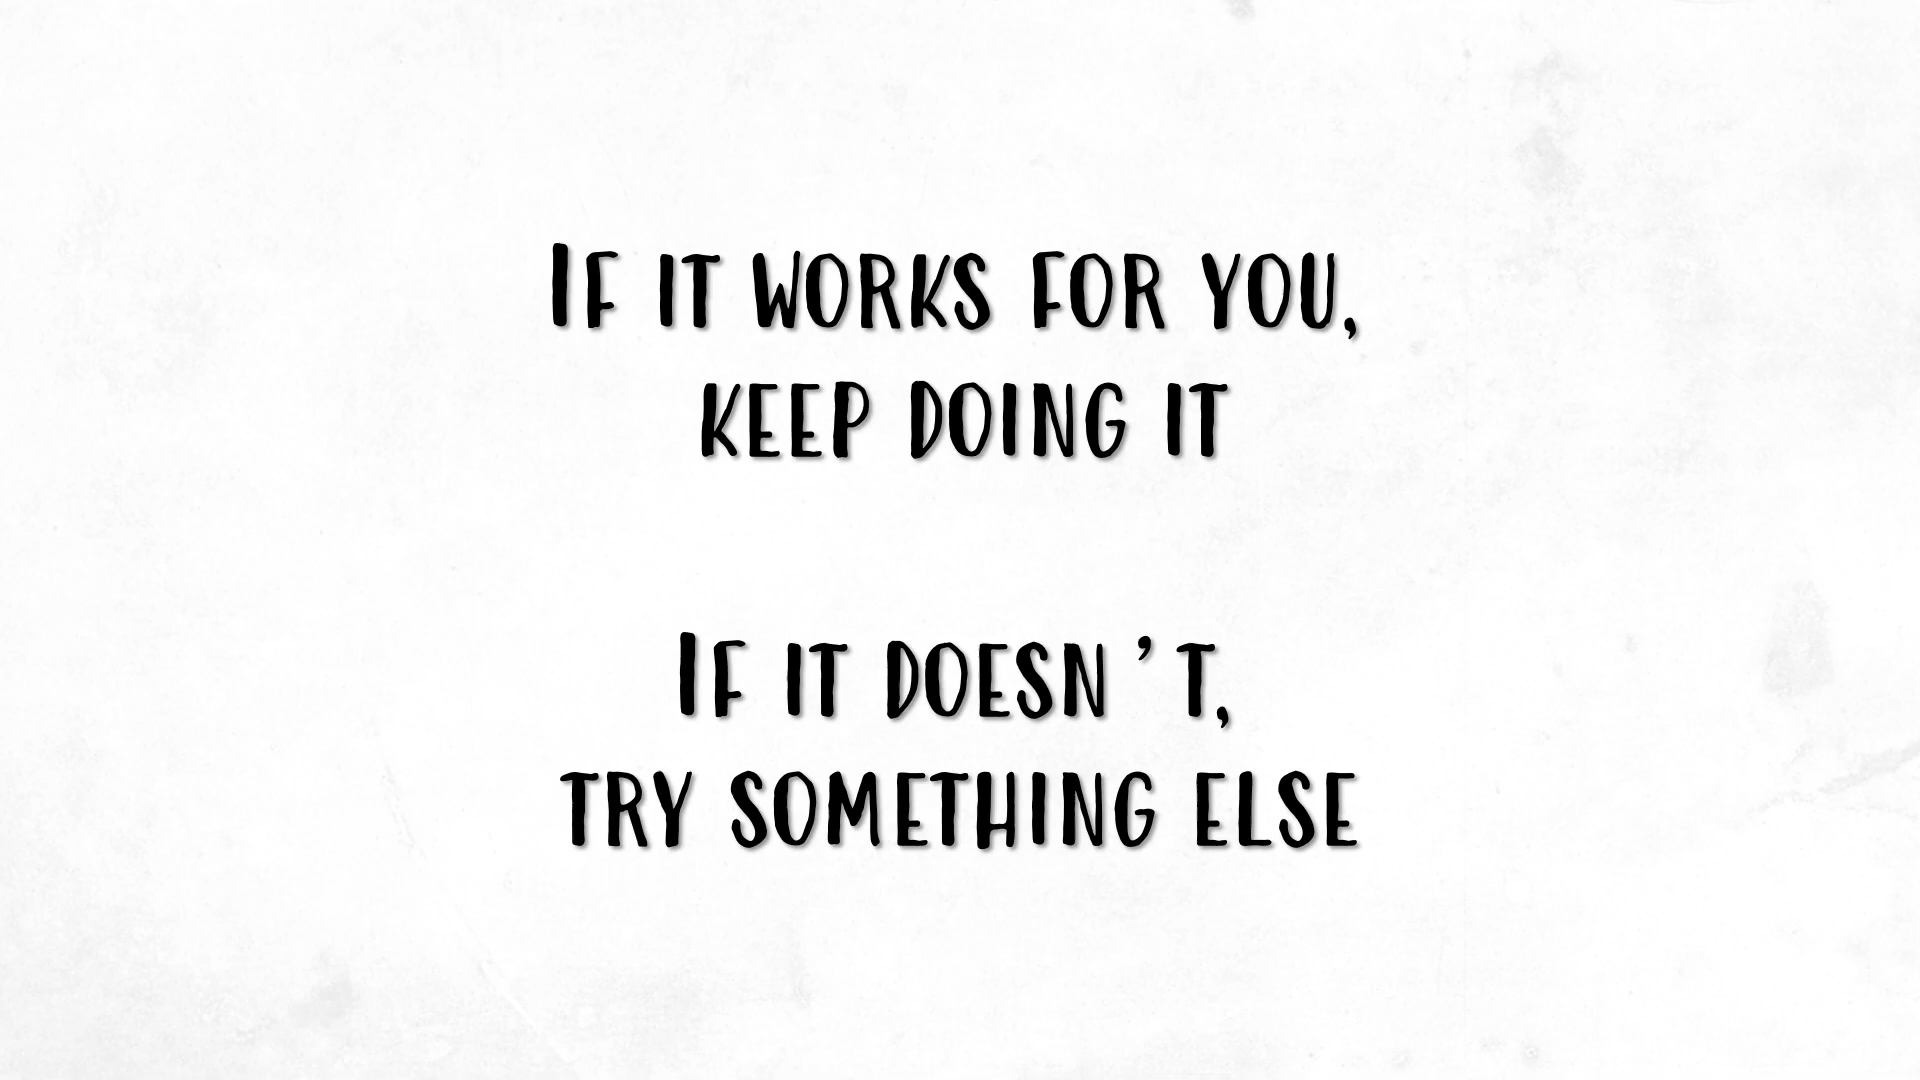 If it works for you,
keep doing it
If it doesn't,
try something else